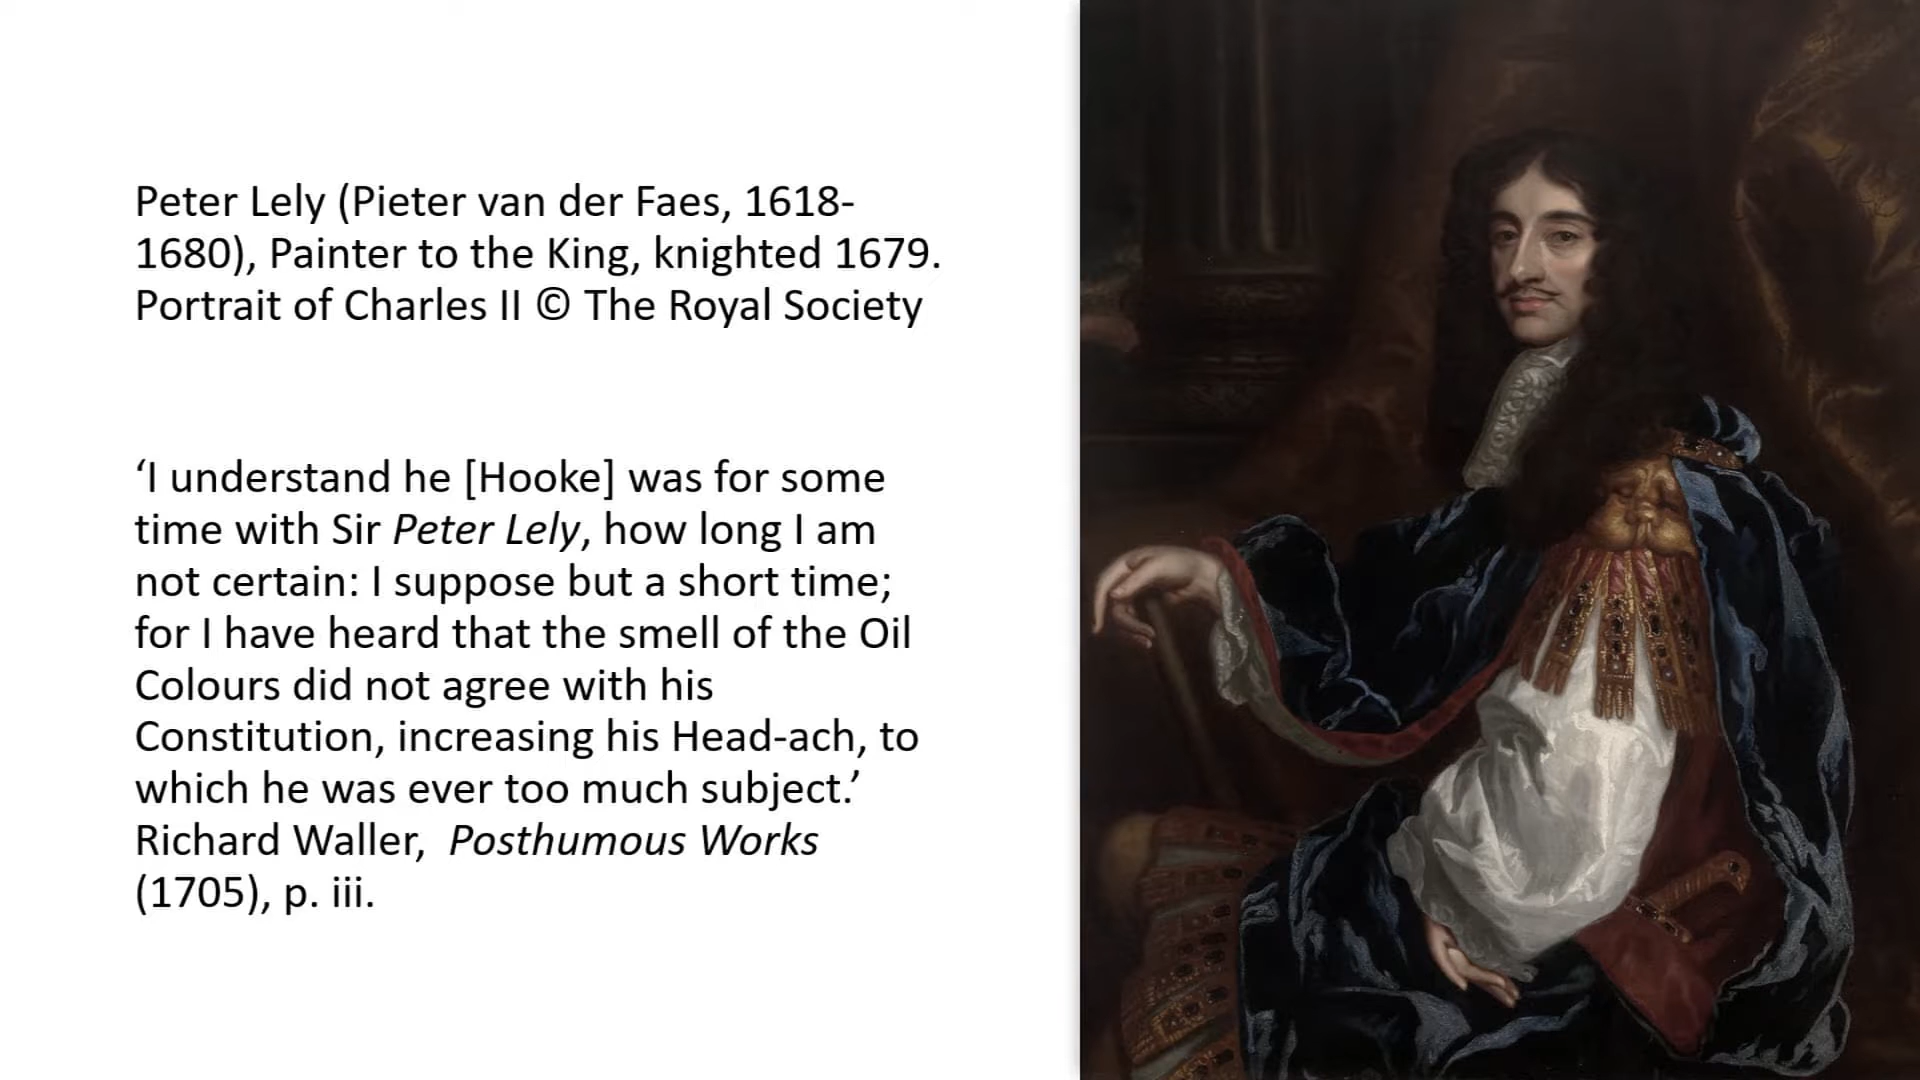 Peter Lely (Pieter van der Faes, 1618-
1680), Painter to the King, knighted 1679.
Portrait of Charles II © The Royal Society
‘I understand he [Hooke] was for some
time with Sir Peter Lely, how long I am
not certain: I suppose but a short time;
for I have heard that the smell of the Oil
Colours did not agree with his
Constitution, increasing his Head-ach, to
which he was ever too much subject.’
Richard Waller, Posthumous Works
(1705), p. iii.